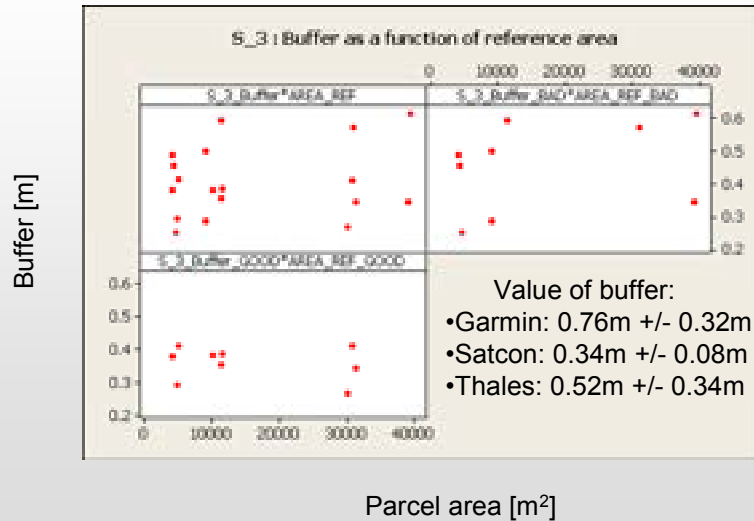 S_3 : Buffer as a function of reference area
0 10000 20000 30000 40000
S_3_Buffer*AREA_REF
S_3_Buffer_BAD*AREA_REF_BAD
0.6
0.5
0.4
0.3
0.2
S_3_Buffer_GOOD*AREA_REF_GOOD
0.6
0.5
0.4
0.3
0.2
0 10000 20000 30000 40000
Buffer [m]
Value of buffer:
•Garmin: 0.76m +/- 0.32m
•Satcon: 0.34m +/- 0.08m
•Thales: 0.52m +/- 0.34m
Parcel area [m²]